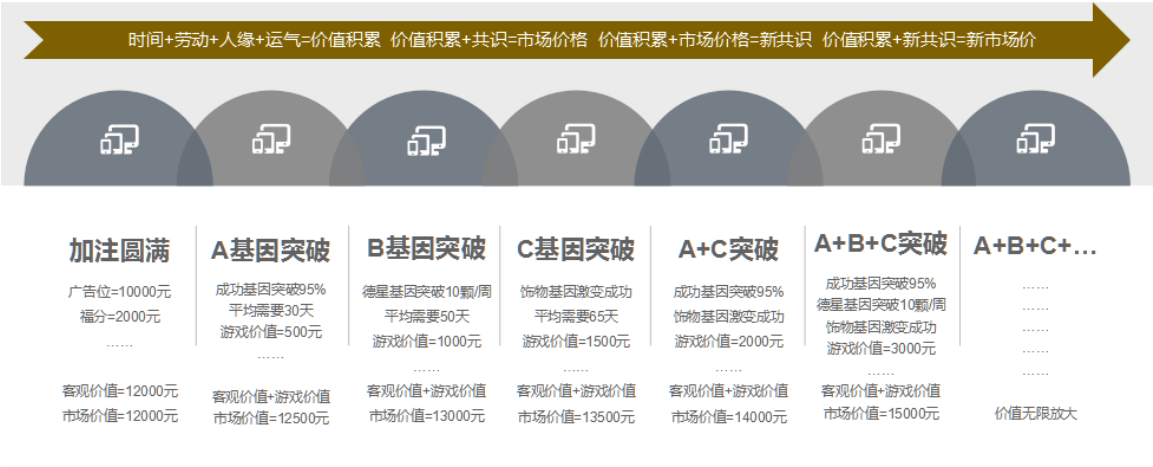 时间+劳动+人缘+运气=价值积累 价值积累+共识=市场价格 价值积累+市场价格=新共识 价值积累+新共识=新市场价
加注圆满
广告位=10000元
福分=2000元
……
客观价值=12000元
市场价值=12000元
A基因突破
成功基因突破95%
平均需要30天
游戏价值=500元
……
客观价值+游戏价值
市场价值=12500元
B基因突破
德星基因突破10颗/周
平均需要50天
游戏价值=1000元
……
客观价值+游戏价值
市场价值=13000元
C基因突破
饰物基因激变成功
平均需要65天
游戏价值=1500元
……
客观价值+游戏价值
市场价值=13500元
A+C突破
成功基因突破95%
饰物基因激变成功
游戏价值=2000元
……
客观价值+游戏价值
市场价值=14000元
A+B+C突破
成功基因突破95%
德星基因突破10颗/周
饰物基因激变成功
游戏价值=3000元
……
客观价值+游戏价值
市场价值=15000元
A+B+C+…
……
……
……
……
……
价值无限放大